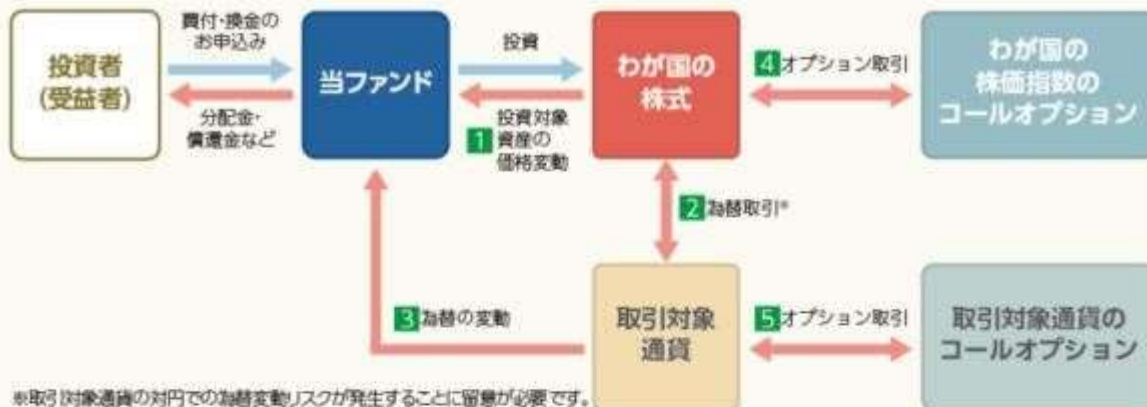 買付・換金の
お申込み
投資者
(受益者)
分配金・
償還金など
当ファンド
投資
1 投資対象
資産の
価格変動
わが国の
株式
4 オプション取引
わが国の
株価指数の
コールオプション
2 為替取引※
3 為替の変動
取引対象
通貨
5 オプション取引
取引対象通貨の
コールオプション
※取引対象通貨の対円での為替変動リスクが発生することに留意が必要です。